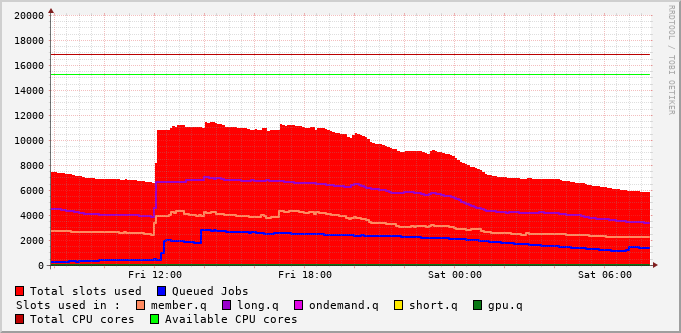 RRDTOOL / TOBI OETIKER
20000
18000
16000
14000
12000
10000
8000
6000
4000
2000
0
Fri 12:00 Fri 18:00 Sat 00:00 Sat 06:00
Total slots used Queued Jobs
Slots used in : member.q long.q ondemand.q short.q gpu.q
Total CPU cores Available CPU cores